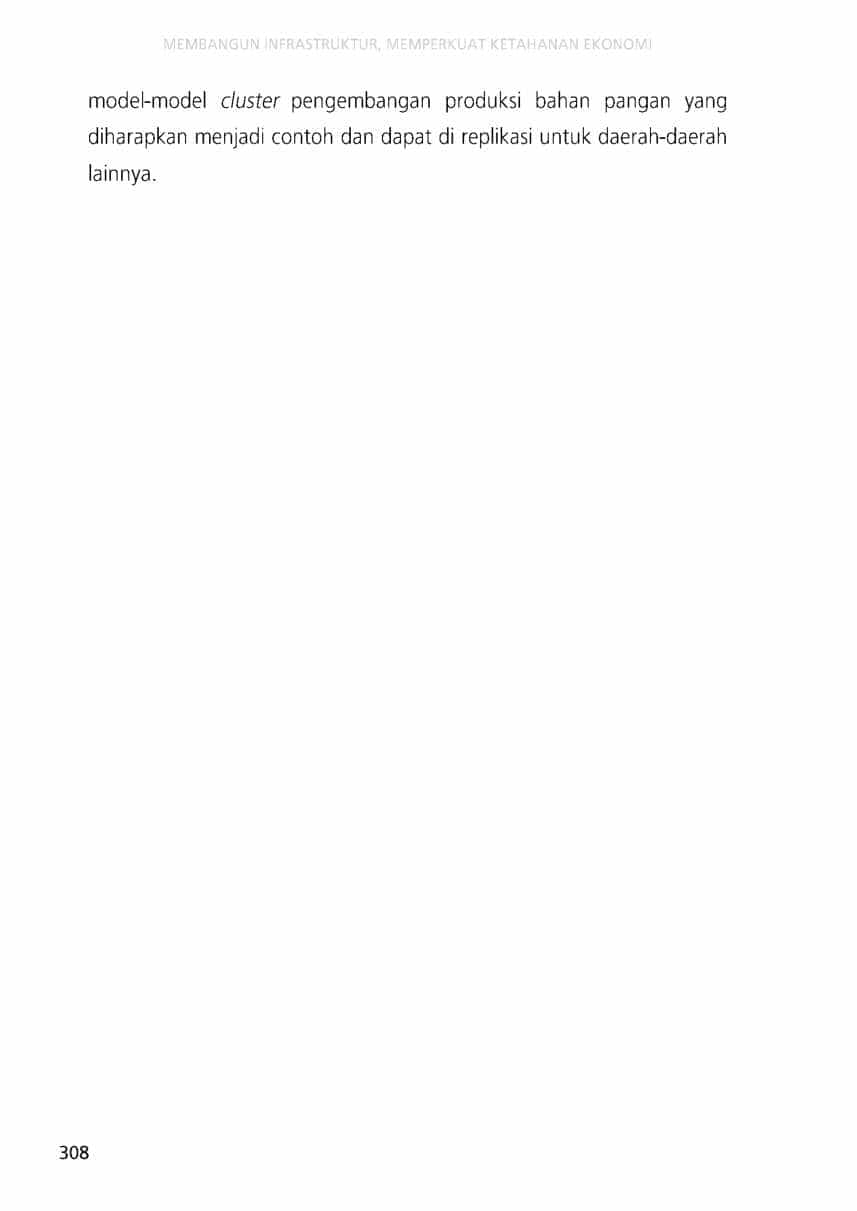 MEMBANGUN INFRASTRUKTUR, MEMPERKUAT KETAHANAN EKONOMI
model-model cluster pengembangan produksi bahan pangan yang
diharapkan menjadi contoh dan dapat di replikasi untuk daerah-daerah
lainnya.
308